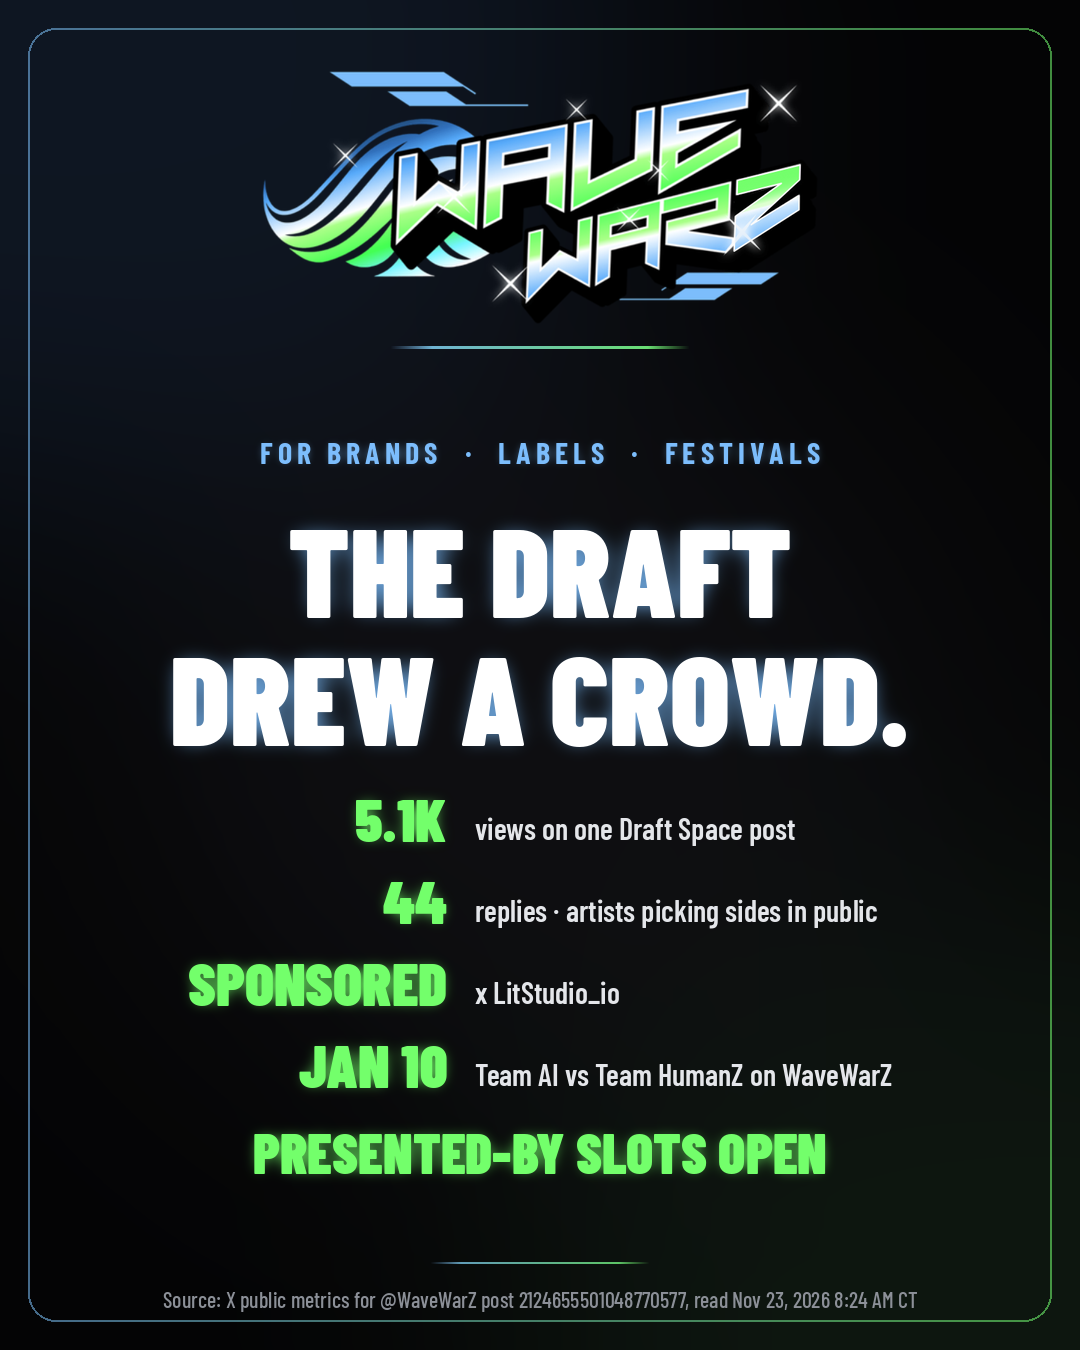 WAVE
WARZ
FOR BRANDS · LABELS · FESTIVALS
THE DRAFT
DREW A CROWD.
5.1K views on one Draft Space post
44 replies · artists picking sides in public
SPONSORED x LitStudio_io
JAN 10 Team AI vs Team HumanZ on WaveWarZ
PRESENTED-BY SLOTS OPEN
Source: X public metrics for @WaveWarZ post 2124655501048770577, read Nov 23, 2026 8:24 AM CT